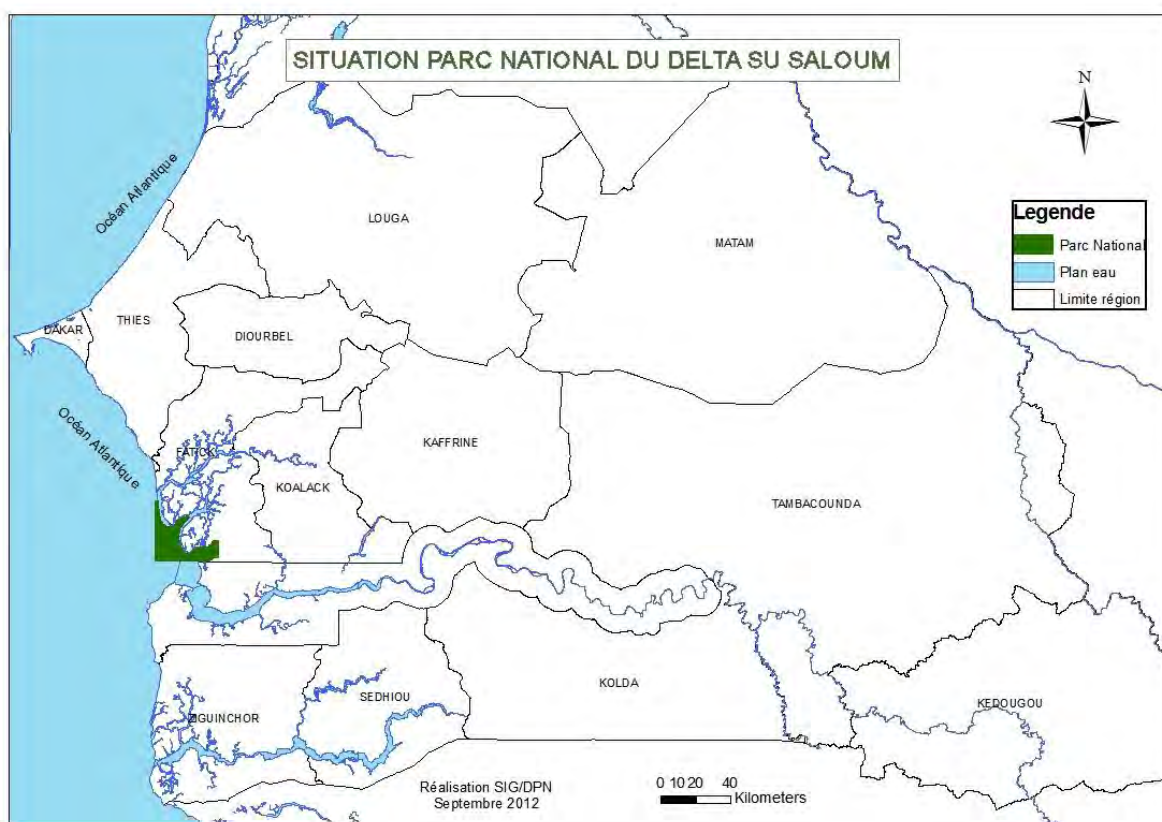 SITUATION PARC NATIONAL DU DELTA SU SALOUM
N
Océan Atlantique
LOUGA
MATAM
Legende
Parc National
Plan eau
Limite région
DAKAR
THIES
DIOURBEL
Océan Atlantique
FATICK
KOALACK
KAFFRINE
TAMBACOUNDA
ZIGUINCHOR
SEDHIOU
KOLDA
KEDOUGOU
Réalisation SIG/DPN
Septembre 2012
0 10 20 40
Kilometers